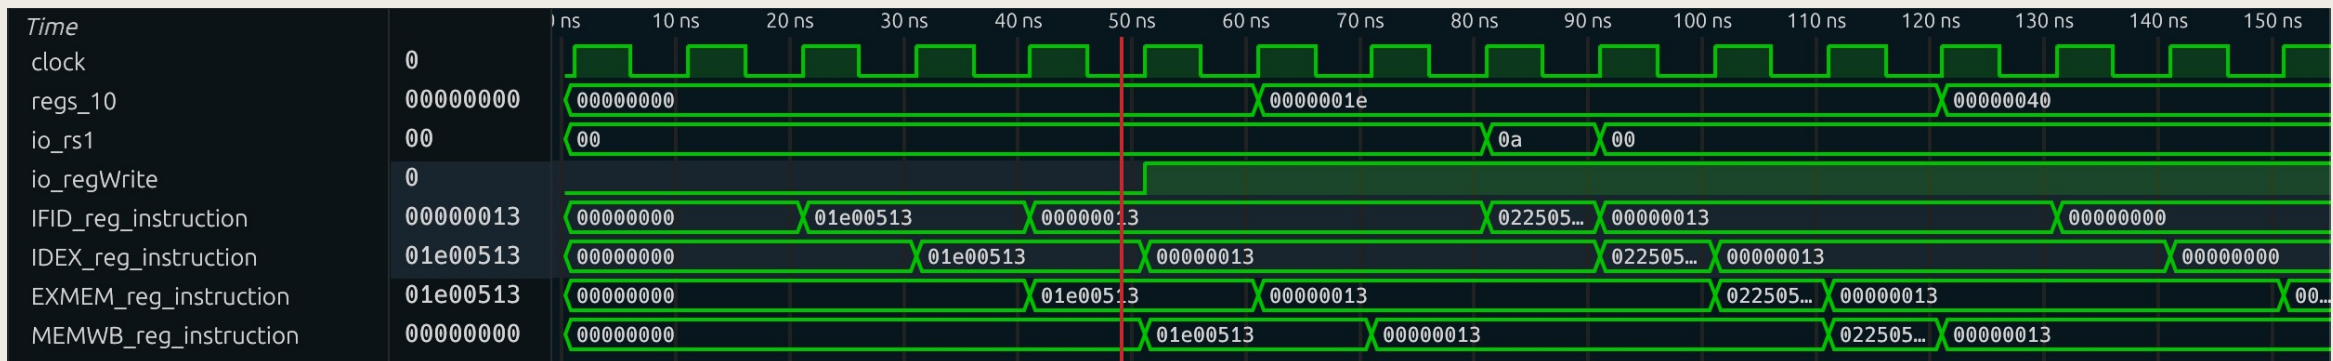 Time 0 ns 10 ns 20 ns 30 ns 40 ns 50 ns 60 ns 70 ns 80 ns 90 ns 100 ns 110 ns 120 ns 130 ns 140 ns 150 ns
clock 0
regs_10 00000000 00000000 0000001e 00000040
io_rs1 00 00 0a 00
io_regWrite 0
IFID_reg_instruction 00000013 00000000 01e00513 00000013 022505… 00000013 00000000
IDEX_reg_instruction 01e00513 00000000 01e00513 00000013 022505… 00000013 00000000
EXMEM_reg_instruction 01e00513 00000000 01e00513 00000013 022505… 00000013 00…
MEMWB_reg_instruction 00000000 00000000 01e00513 00000013 022505… 00000013